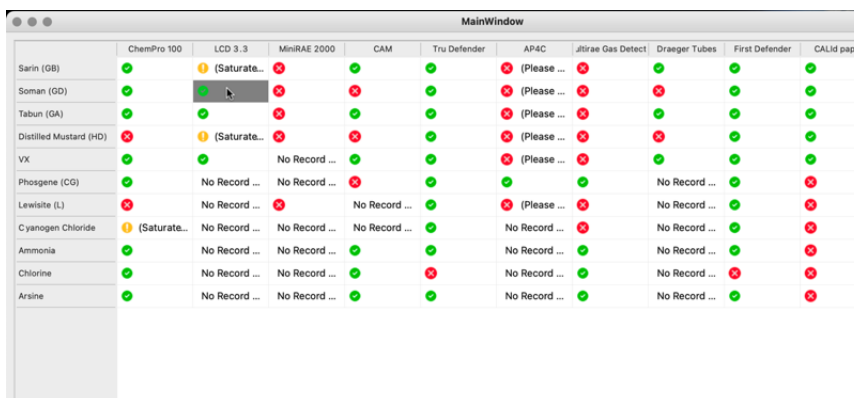 MainWindow
ChemPro 100 LCD 3.3 MiniRAE 2000 CAM Tru Defender AP4C ultirae Gas Detect Draeger Tubes First Defender CALId pap
Sarin (GB) (Saturate... (Please ...
Soman (GD) (Please ...
Tabun (GA) (Please ...
Distilled Mustard (HD) (Saturate... (Please ...
VX No Record ... (Please ...
Phosgene (CG) No Record ... No Record ... No Record ...
Lewisite (L) No Record ... No Record ... (Please ... No Record ...
Cyanogen Chloride (Saturate... No Record ... No Record ... No Record ... No Record ... No Record ...
Ammonia No Record ... No Record ... No Record ... No Record ...
Chlorine No Record ... No Record ... No Record ... No Record ...
Arsine No Record ... No Record ... No Record ... No Record ...